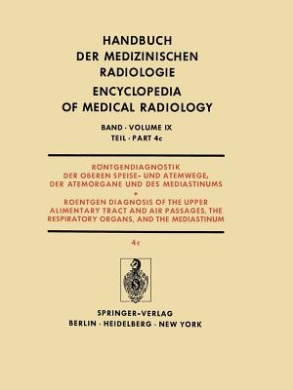 HANDBUCH
DER MEDIZINISCHEN
RADIOLOGIE
ENCYCLOPEDIA
OF MEDICAL RADIOLOGY
BAND · VOLUME IX
TEIL · PART 4c
RÖNTGENDIAGNOSTIK
DER OBEREN SPEISE- UND ATEMWEGE,
DER ATEMORGANE UND DES MEDIASTINUMS
ROENTGEN DIAGNOSIS OF THE UPPER
ALIMENTARY TRACT AND AIR PASSAGES, THE
RESPIRATORY ORGANS, AND THE MEDIASTINUM
4c
SPRINGER-VERLAG
BERLIN · HEIDELBERG · NEW YORK